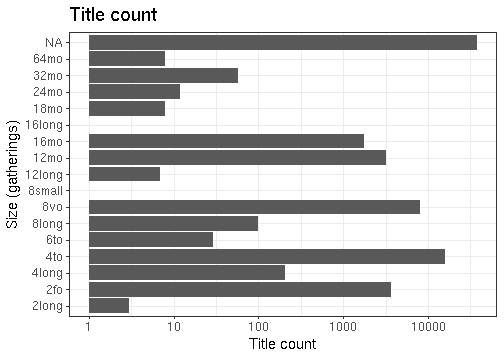 Title count
NA
64mo
32mo
24mo
18mo
16long
16mo
12mo
12long
8small
8vo
8long
6to
4to
4long
2fo
2long
Size (gatherings)
1 10 100 1000 10000
Title count